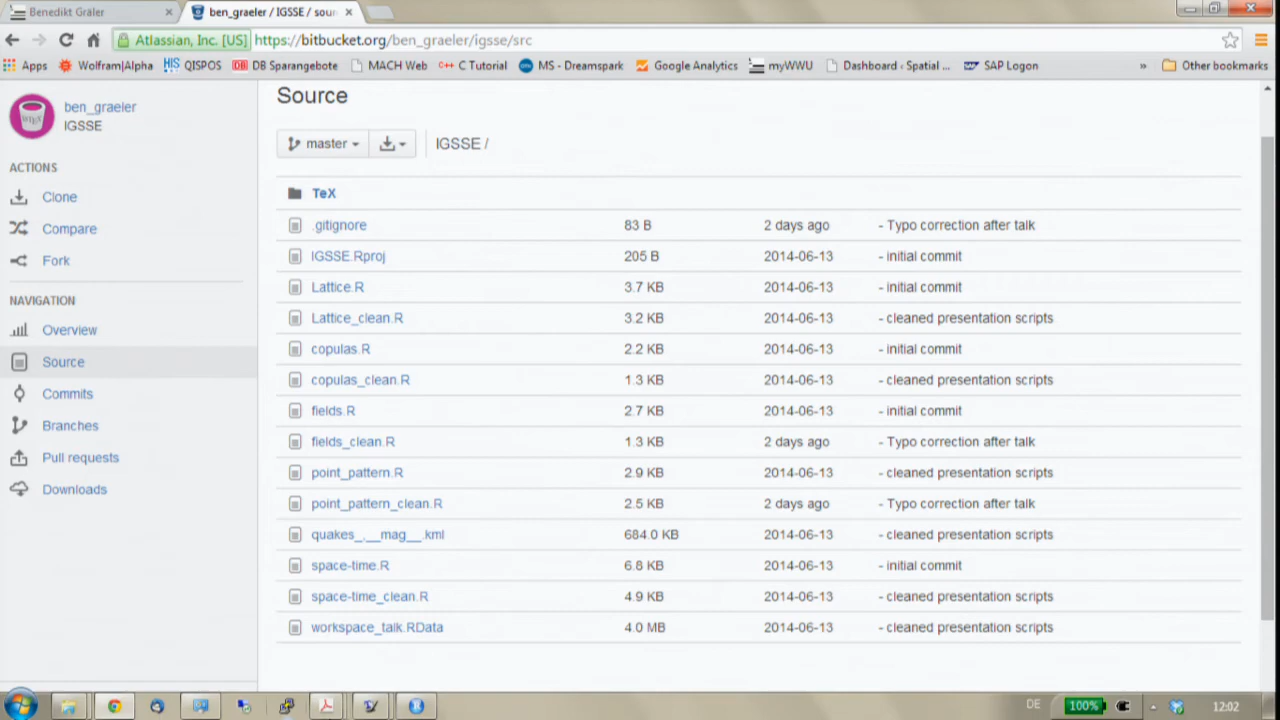 Benedikt Gräler
ben_graeler / IGSSE / sour
Atlassian, Inc. [US] https://bitbucket.org/ben_graeler/igsse/src
Apps Wolfram|Alpha HIS QISPOS DB DB Sparangebote MACH Web C++ C Tutorial MS - Dreamspark Google Analytics myWWU Dashboard ‹ Spatial ... SAP Logon » Other bookmarks
ben_graeler
IGSSE
ACTIONS
Clone
Compare
Fork
NAVIGATION
Overview
Source
Commits
Branches
Pull requests
Downloads
Source
master
IGSSE /
TeX
.gitignore 83 B 2 days ago - Typo correction after talk
IGSSE.Rproj 205 B 2014-06-13 - initial commit
Lattice.R 3.7 KB 2014-06-13 - initial commit
Lattice_clean.R 3.2 KB 2014-06-13 - cleaned presentation scripts
copulas.R 2.2 KB 2014-06-13 - initial commit
copulas_clean.R 1.3 KB 2014-06-13 - cleaned presentation scripts
fields.R 2.7 KB 2014-06-13 - initial commit
fields_clean.R 1.3 KB 2 days ago - Typo correction after talk
point_pattern.R 2.9 KB 2014-06-13 - cleaned presentation scripts
point_pattern_clean.R 2.5 KB 2 days ago - Typo correction after talk
quakes_.__mag__.kml 684.0 KB 2014-06-13 - cleaned presentation scripts
space-time.R 6.8 KB 2014-06-13 - initial commit
space-time_clean.R 4.9 KB 2014-06-13 - cleaned presentation scripts
workspace_talk.RData 4.0 MB 2014-06-13 - cleaned presentation scripts
DE 100% 12:02